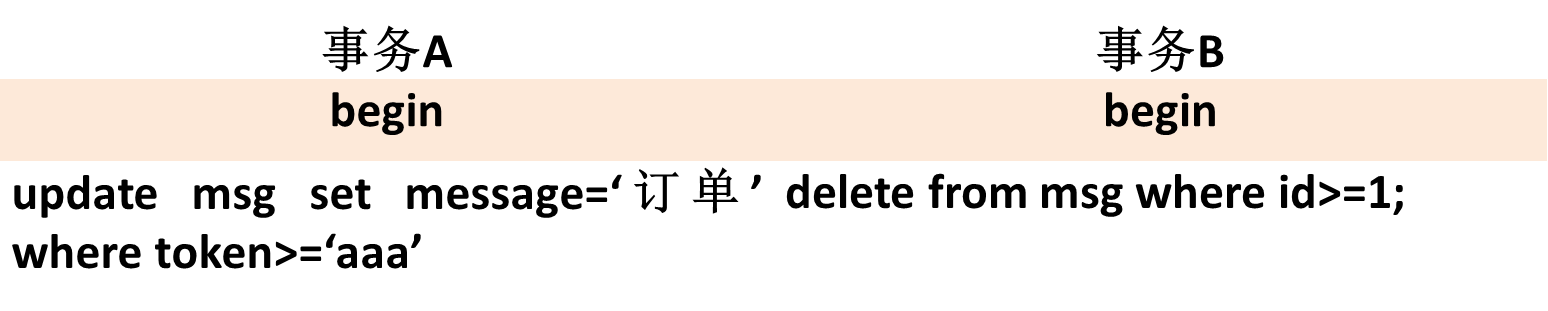 事务A 事务B
begin begin
update msg set message=‘订单’ delete from msg where id>=1;
where token>=‘aaa’